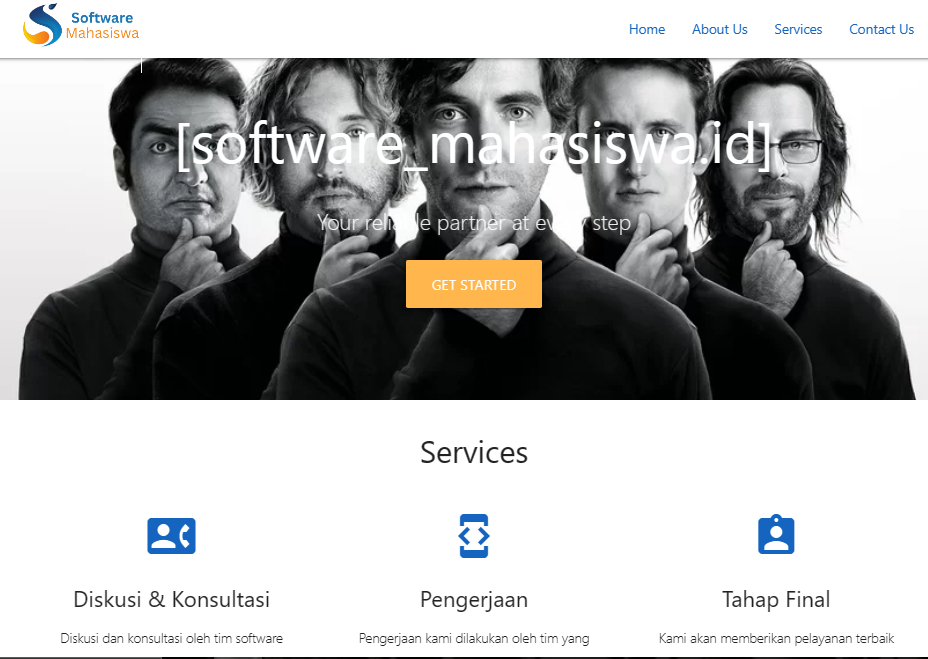 Software
Mahasiswa
Home About Us Services Contact Us
[software_mahasiswa.id]
Your reliable partner at every step
GET STARTED
Services
Diskusi & Konsultasi Pengerjaan Tahap Final
Diskusi dan konsultasi oleh tim software Pengerjaan kami dilakukan oleh tim yang Kami akan memberikan pelayanan terbaik